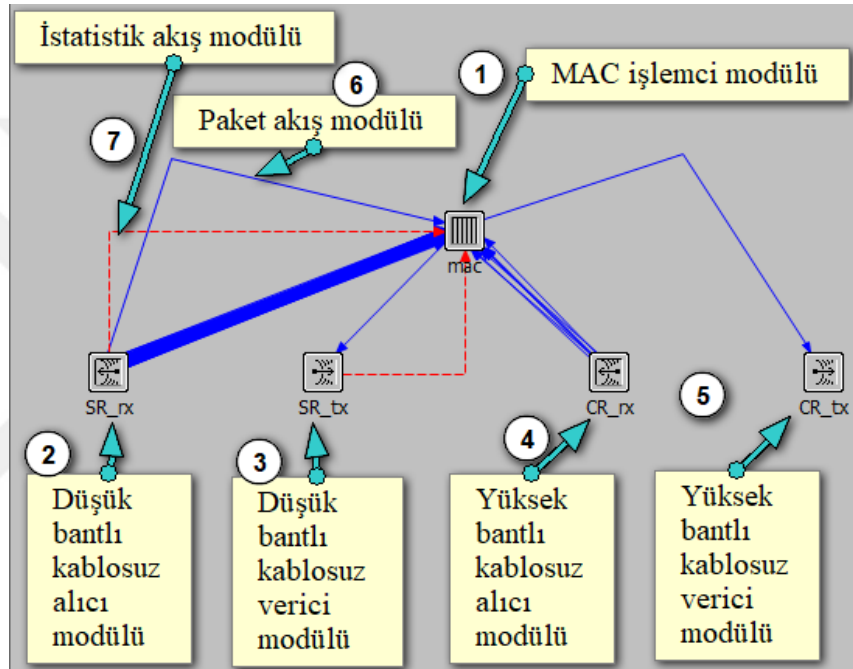 İstatistik akış modülü
1
MAC işlemci modülü
6
Paket akış modülü
7
mac
SR_rx
SR_tx
CR_rx
CR_tx
5
2
Düşük
bantlı
kablosuz
alıcı
modülü
3
Düşük
bantlı
kablosuz
verici
modülü
4
Yüksek
bantlı
kablosuz
alıcı
modülü
Yüksek
bantlı
kablosuz
verici
modülü